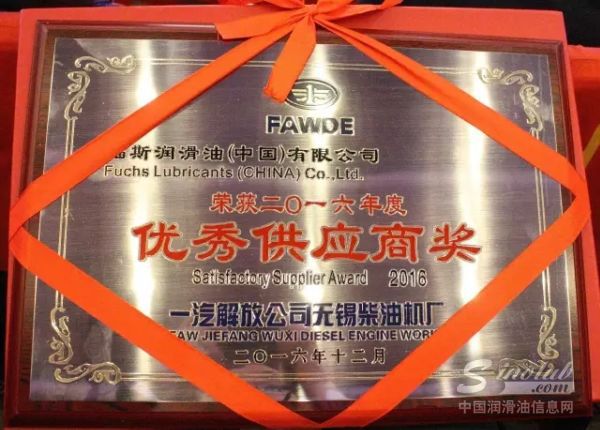 FAWDE
福斯润滑油(中国)有限公司
Fuchs Lubricants (CHINA) Co.,Ltd.
荣获二〇一六年度
优秀供应商奖
Satisfactory Supplier Award 2016
一汽解放公司无锡柴油机厂
FAW JIEFANG WUXI DIESEL ENGINE WORKS
二〇一六年十二月
Sinolub
.com
中国润滑油信息网